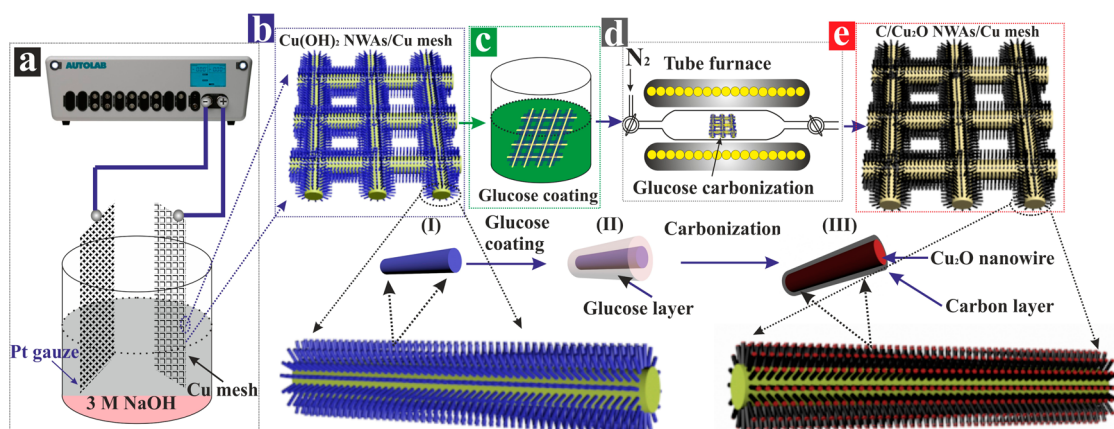 a
AUTOLAB
Pt gauze
Cu mesh
3 M NaOH
b
Cu(OH)₂ NWAs/Cu mesh
c
Glucose coating
d
N₂
Tube furnace
Glucose carbonization
e
C/Cu₂O NWAs/Cu mesh
(I)
Glucose
coating
(II)
Glucose layer
Carbonization
(III)
Cu₂O nanowire
Carbon layer